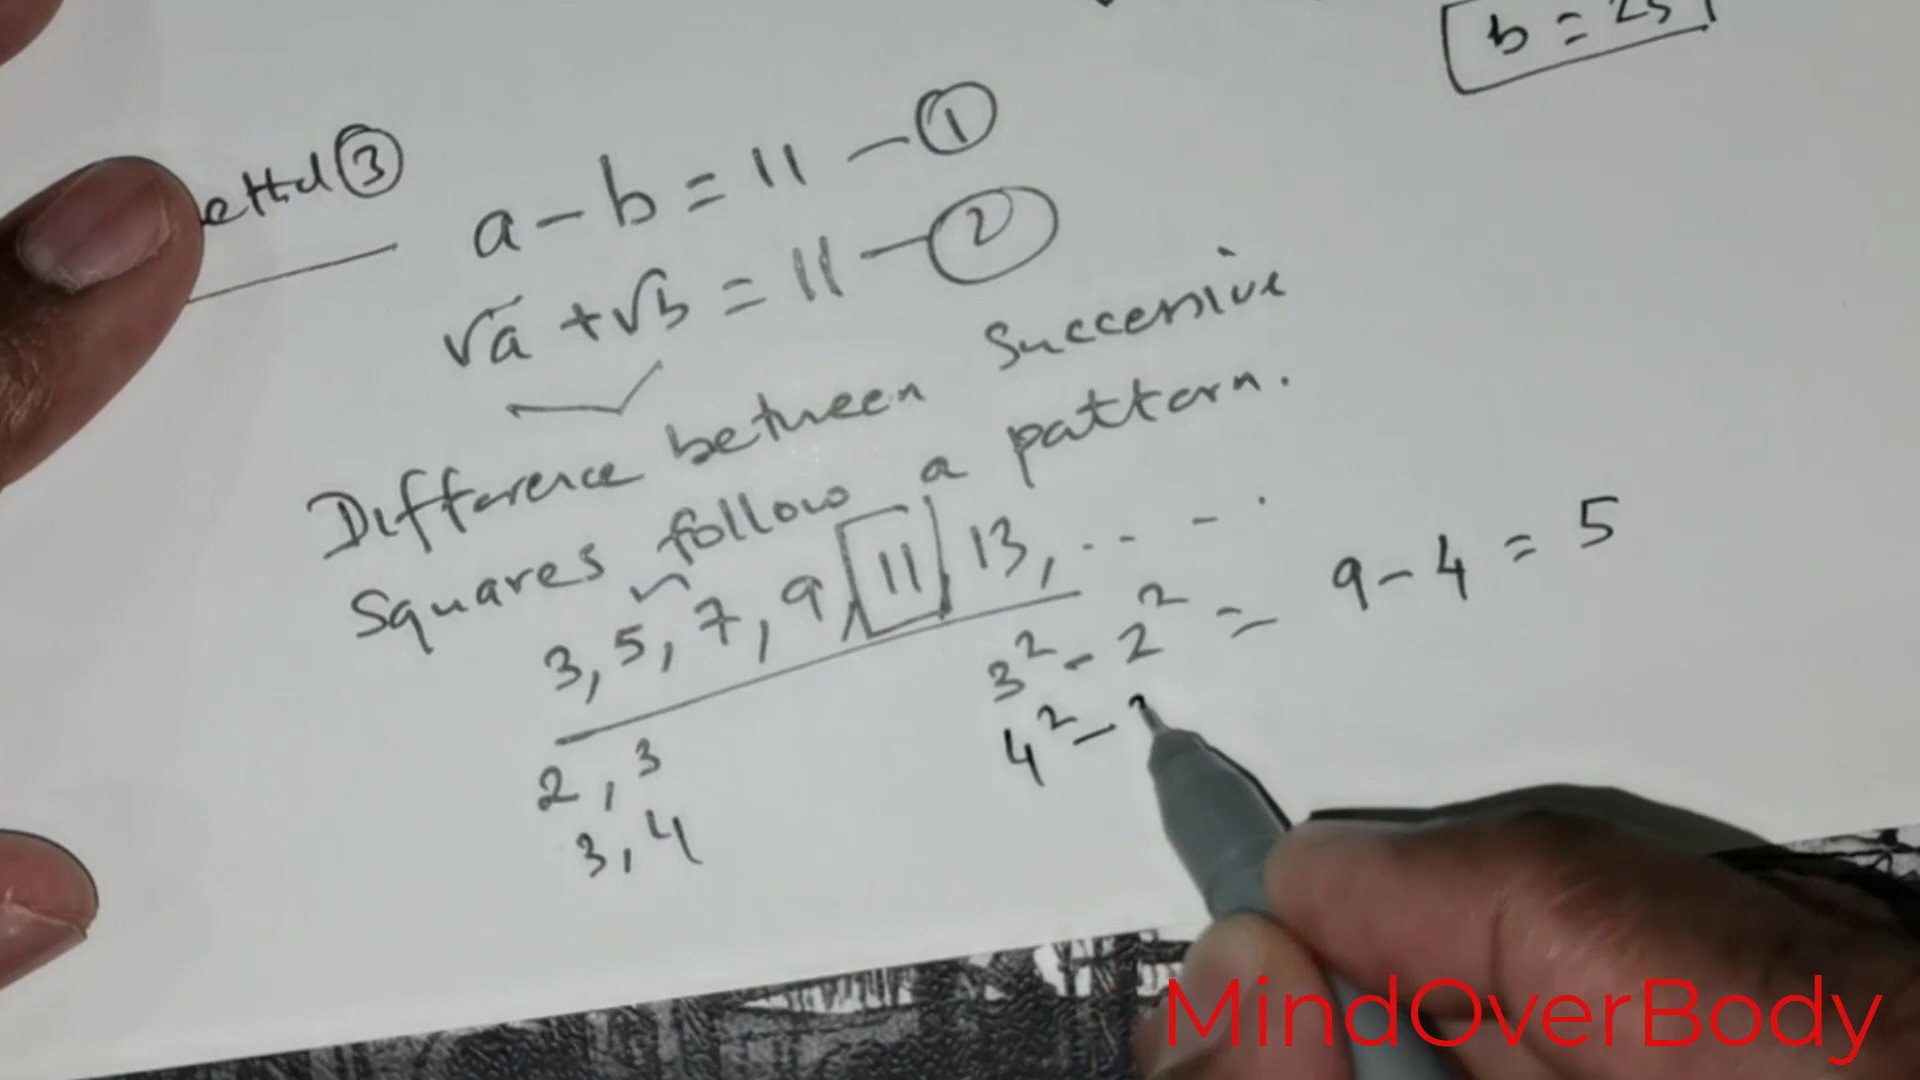 b = 25
ethd ③
a - b = 11 — ①
√a + √b = 11 — ②
Difference between Successive
Squares follow a pattern.
3, 5, 7, 9, 11, 13, ... - .
3² - 2² = 9 - 4 = 5
4² -
2, 3
3, 4
MindOverBody